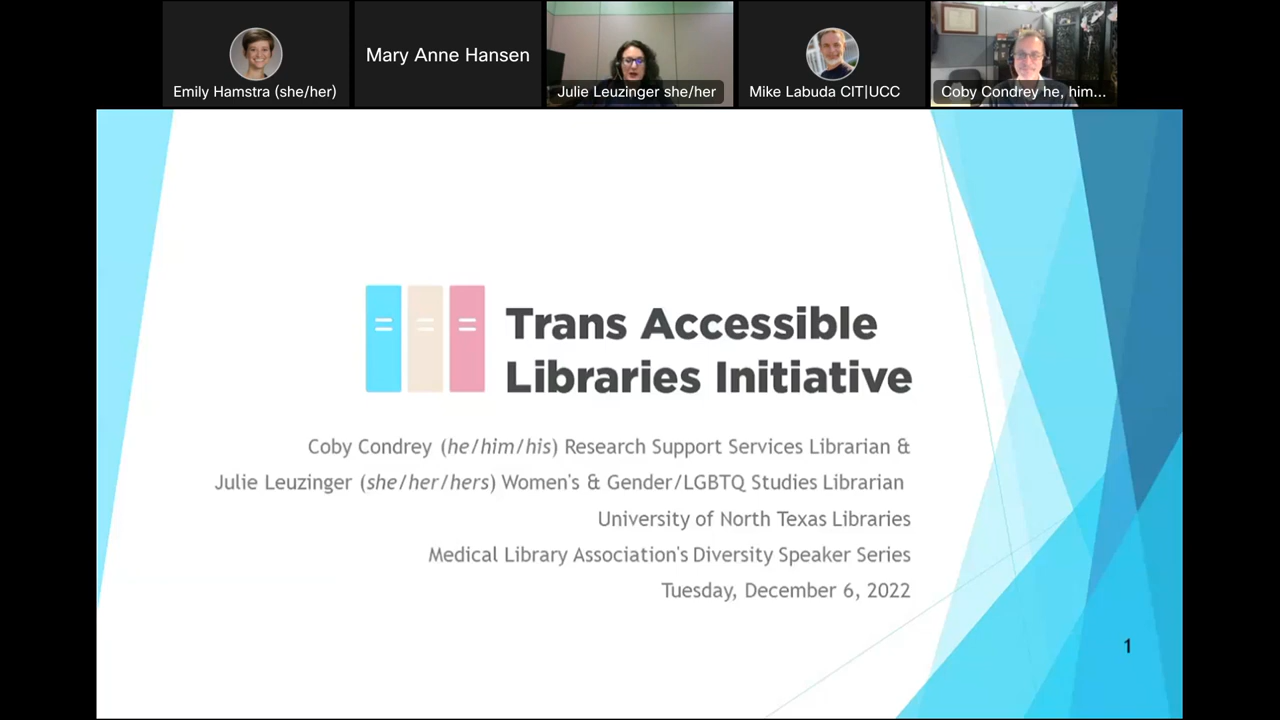 Emily Hamstra (she/her)
Mary Anne Hansen
Julie Leuzinger she/her
Mike Labuda CIT|UCC
Coby Condrey he, him...
Trans Accessible
Libraries Initiative
Coby Condrey (he/him/his) Research Support Services Librarian &
Julie Leuzinger (she/her/hers) Women's & Gender/LGBTQ Studies Librarian
University of North Texas Libraries
Medical Library Association's Diversity Speaker Series
Tuesday, December 6, 2022
1